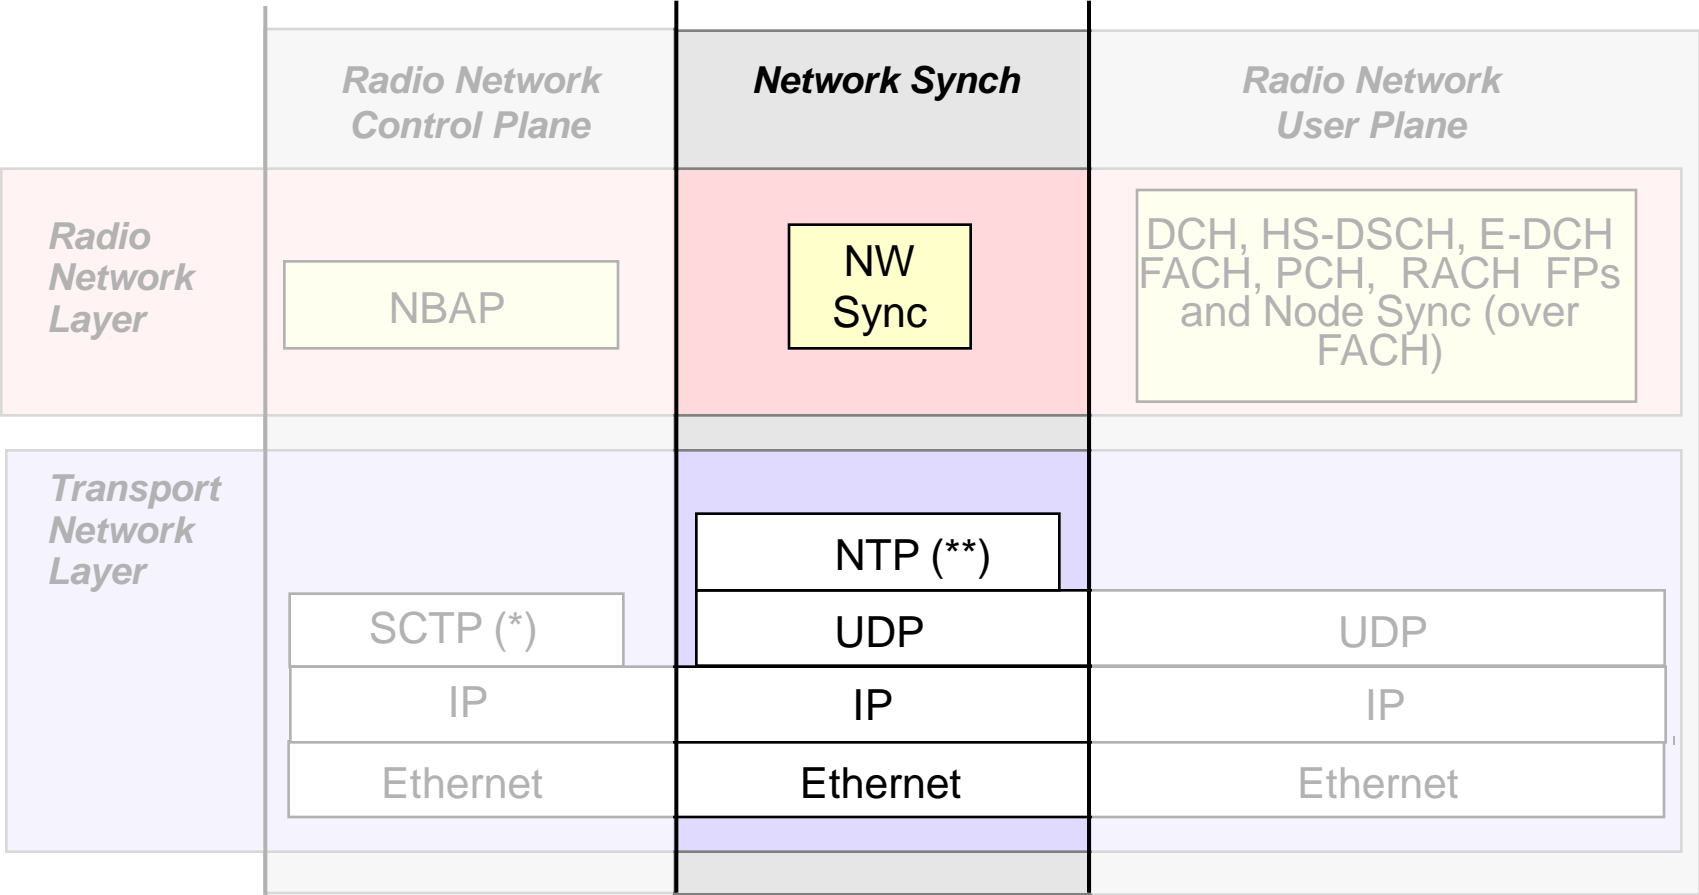 Radio Network
Control Plane
Network Synch
Radio Network
User Plane
Radio
Network
Layer
NBAP
NW
Sync
DCH, HS-DSCH, E-DCH
FACH, PCH, RACH FPs
and Node Sync (over
FACH)
Transport
Network
Layer
NTP (**)
SCTP (*)
UDP
UDP
IP
IP
IP
Ethernet
Ethernet
Ethernet